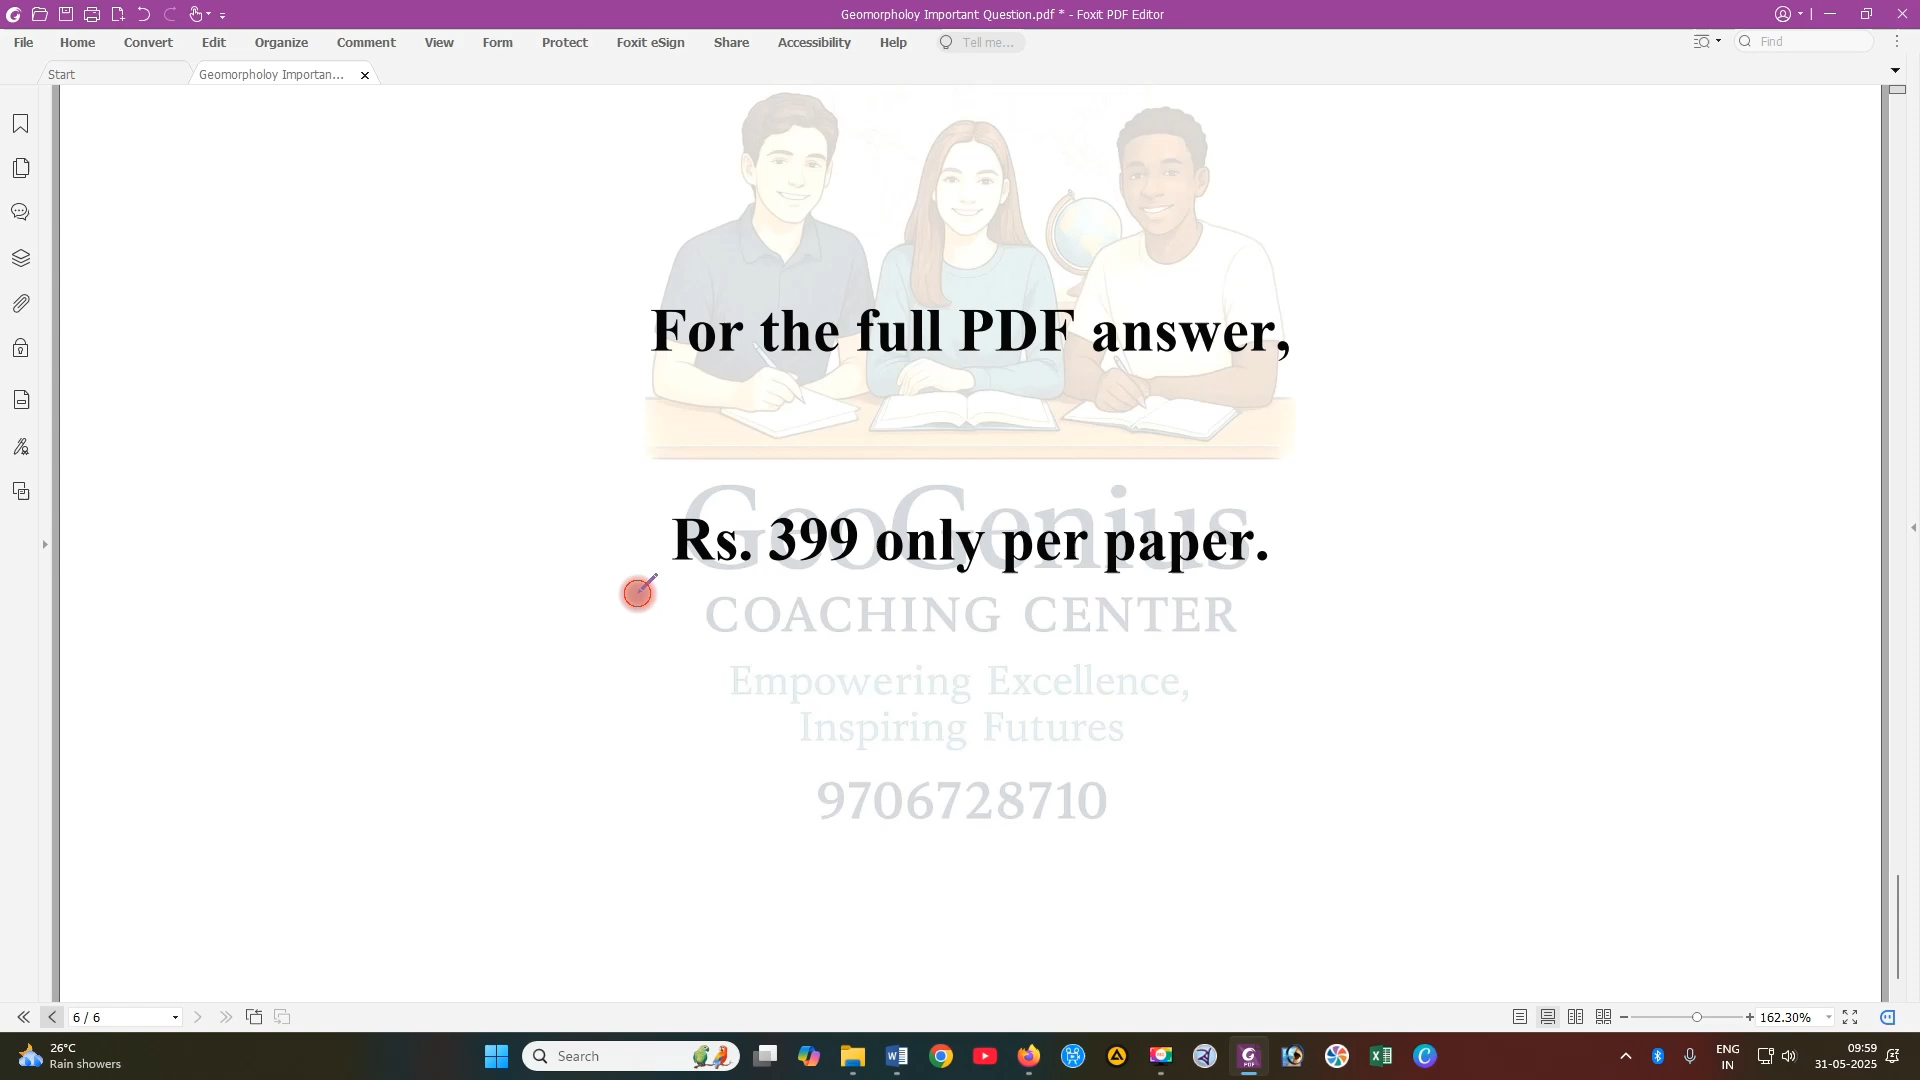 Geomorpholoy Important Question.pdf * - Foxit PDF Editor
File Home Convert Edit Organize Comment View Form Protect Foxit eSign Share Accessibility Help Tell me... Find
Start Geomorpholoy Importan...
For the full PDF answer,
Rs. 399 only per paper.
GeoGenius
COACHING CENTER
Empowering Excellence,
Inspiring Futures
9706728710
6 / 6 162.30%
26°C
Rain showers
Search
ENG
IN
09:59
31-05-2025